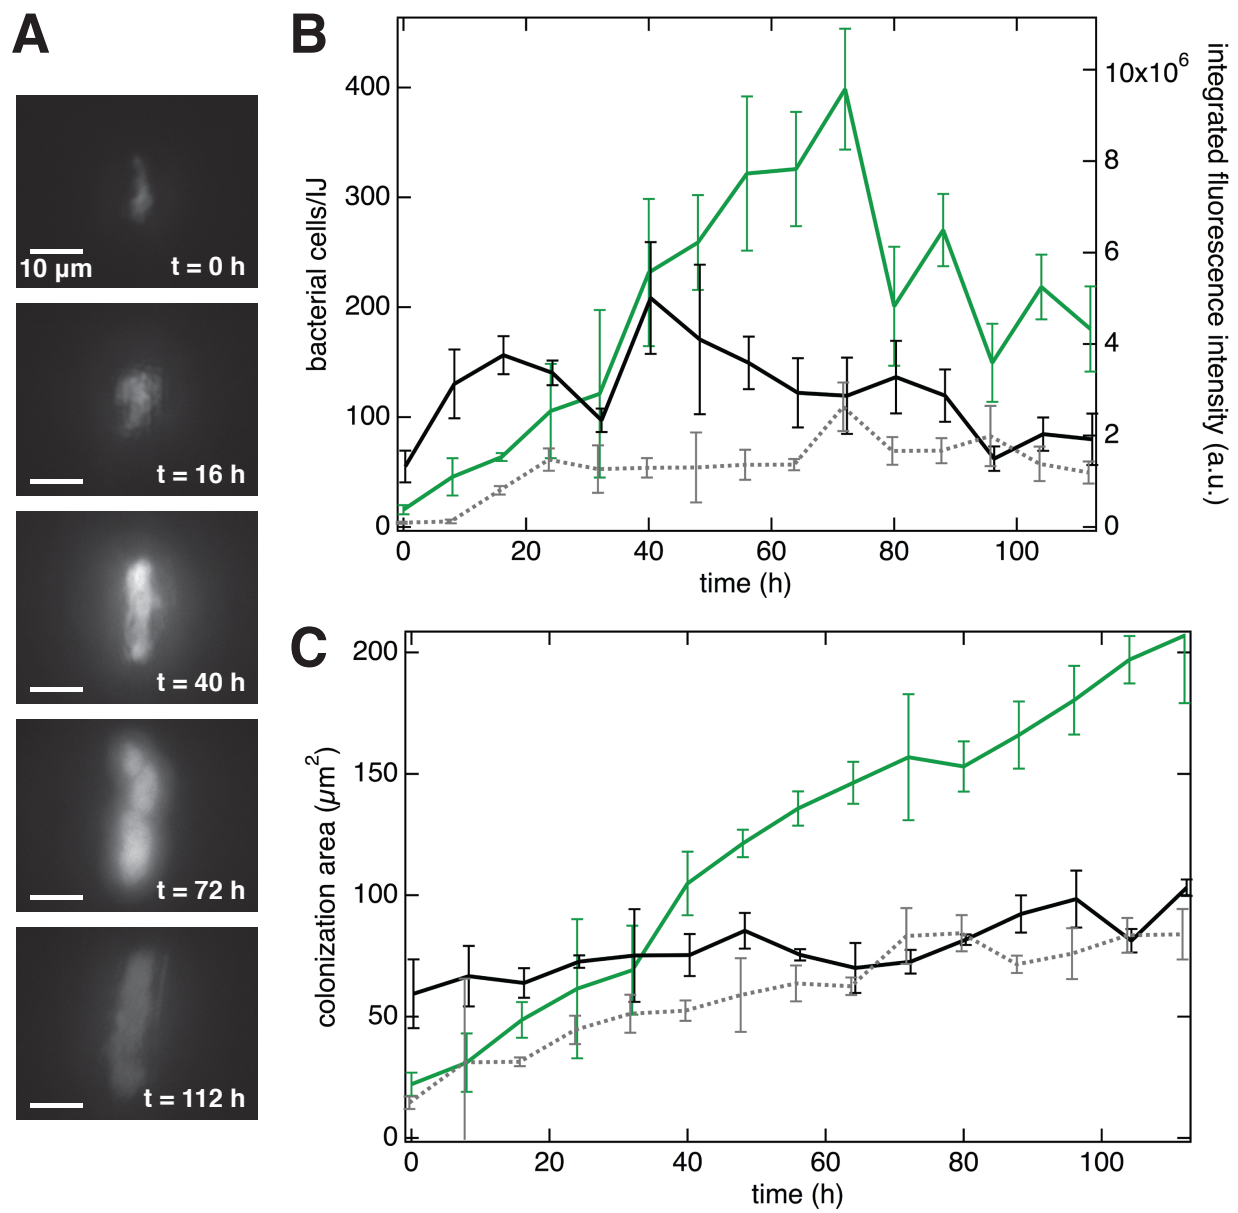 A
10 µm
t = 0 h
t = 16 h
t = 40 h
t = 72 h
t = 112 h
B
bacterial cells/IJ
400
300
200
100
0
10x10⁶
8
6
4
2
0
integrated fluorescence intensity (a.u.)
0 20 40 60 80 100
time (h)
C
colonization area (µm²)
200
150
100
50
0
0 20 40 60 80 100
time (h)